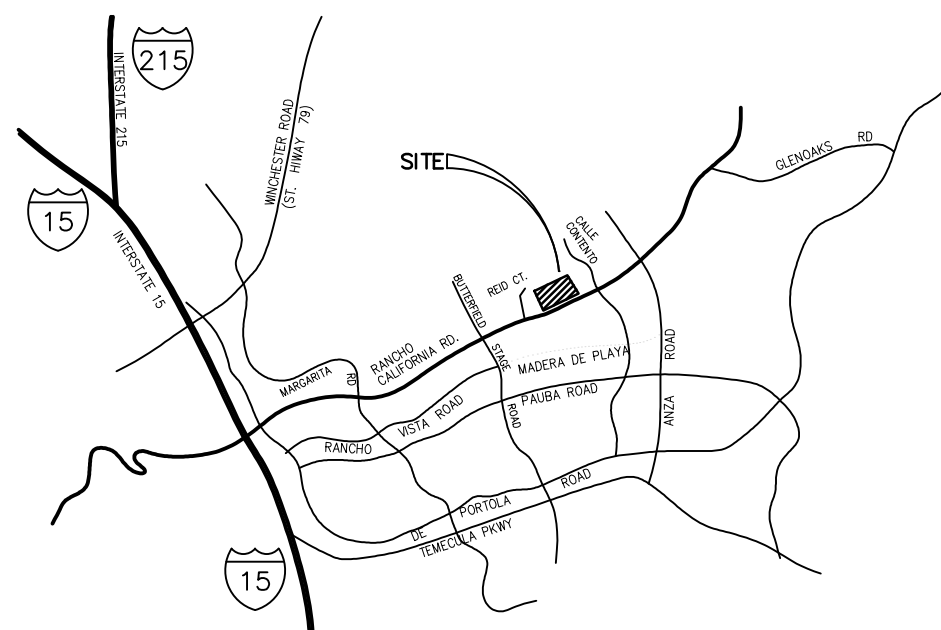 215
INTERSTATE 215
WINCHESTER ROAD
(ST. HIWAY 79)
SITE
GLENOAKS RD
15
INTERSTATE 15
CALLE
CONTENTO
REID CT.
BUTTERFIELD
STAGE
ROAD
RANCHO
CALIFORNIA RD.
MARGARITA
RD
MADERA DE PLAYA
ROAD
ANZA
PAUBA ROAD
RANCHO
VISTA ROAD
DE
PORTOLA
ROAD
TEMECULA PKWY
15